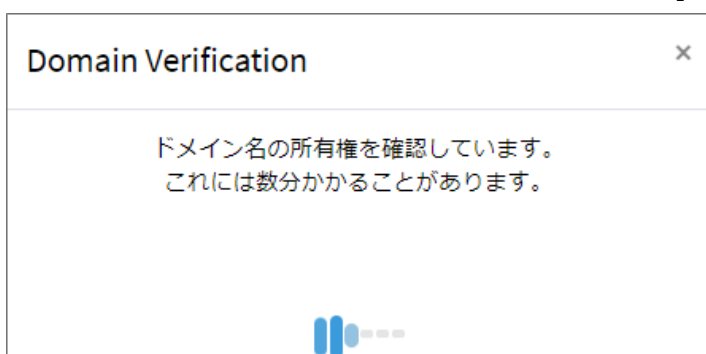 Domain Verification ×
ドメイン名の所有権を確認しています。
これには数分かかることがあります。